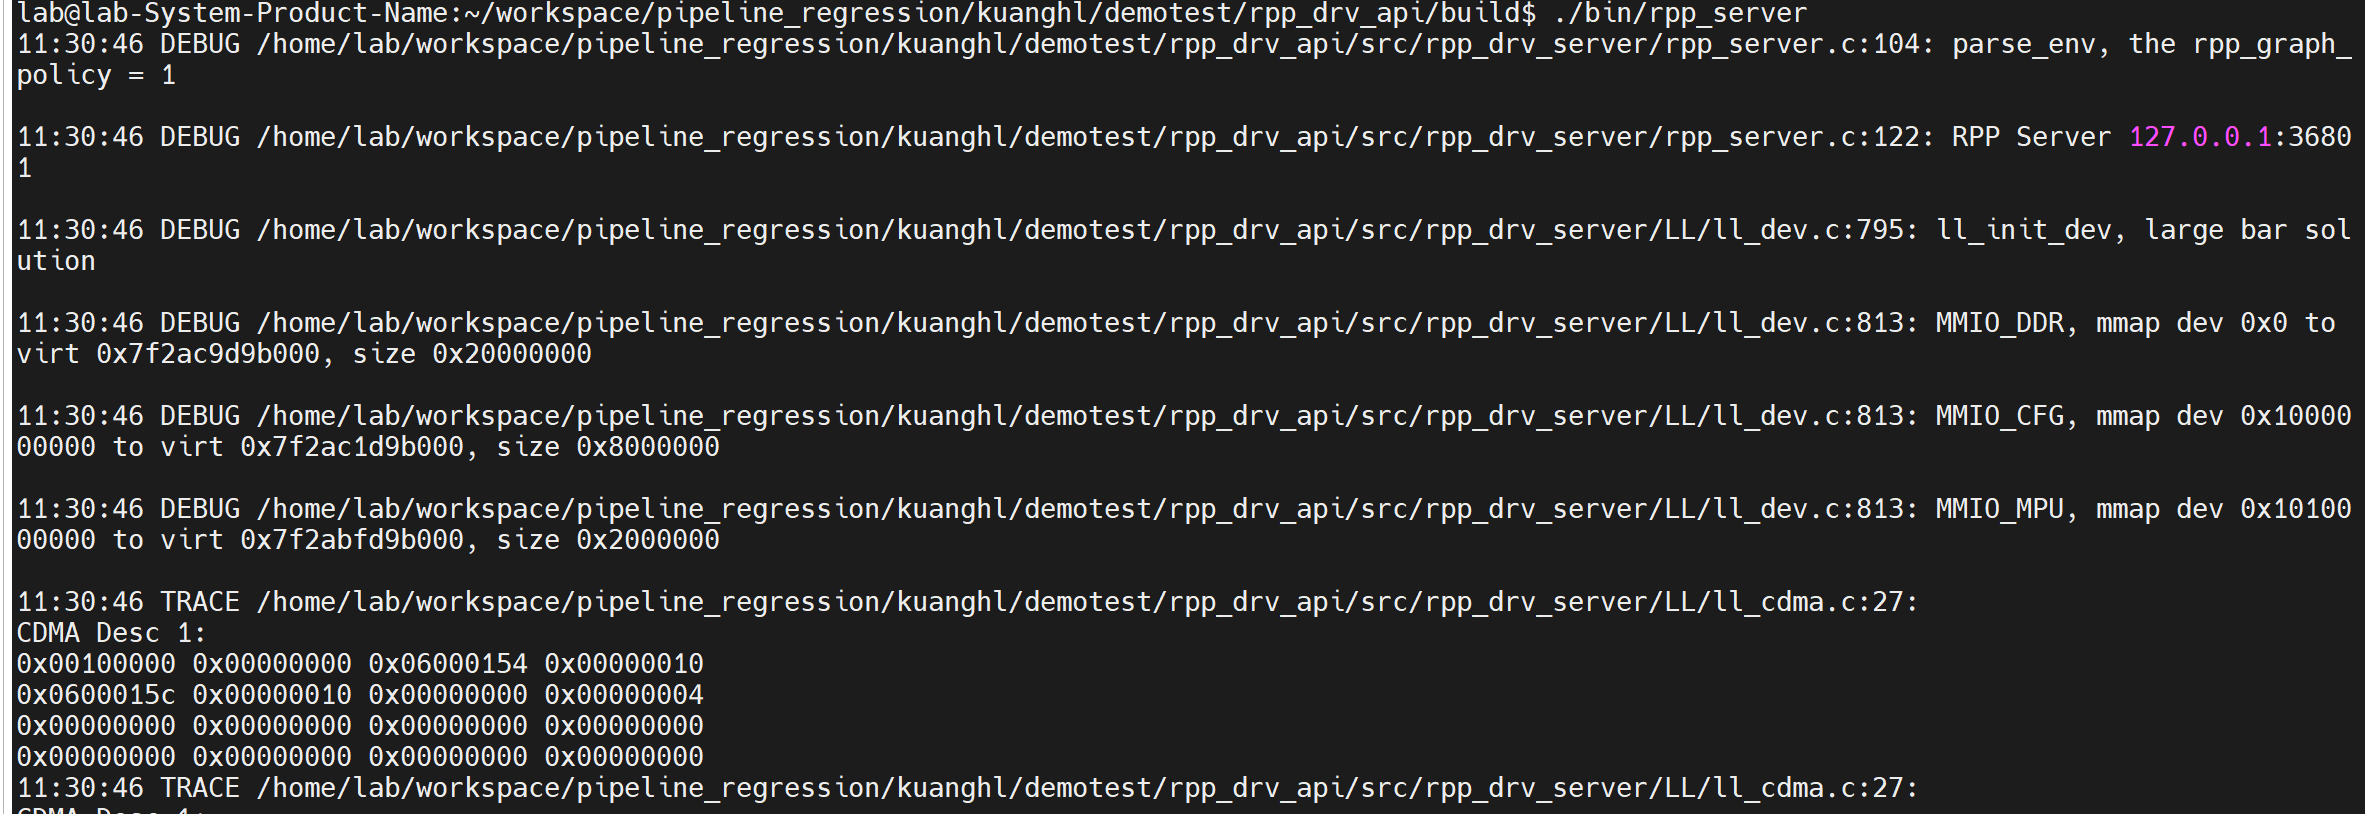 lab@lab-System-Product-Name:~/workspace/pipeline_regression/kuanghl/demotest/rpp_drv_api/build$ ./bin/rpp_server
11:30:46 DEBUG /home/lab/workspace/pipeline_regression/kuanghl/demotest/rpp_drv_api/src/rpp_drv_server/rpp_server.c:104: parse_env, the rpp_graph_
policy = 1
11:30:46 DEBUG /home/lab/workspace/pipeline_regression/kuanghl/demotest/rpp_drv_api/src/rpp_drv_server/rpp_server.c:122: RPP Server 127.0.0.1:3680
1
11:30:46 DEBUG /home/lab/workspace/pipeline_regression/kuanghl/demotest/rpp_drv_api/src/rpp_drv_server/LL/ll_dev.c:795: ll_init_dev, large bar sol
ution
11:30:46 DEBUG /home/lab/workspace/pipeline_regression/kuanghl/demotest/rpp_drv_api/src/rpp_drv_server/LL/ll_dev.c:813: MMIO_DDR, mmap dev 0x0 to
virt 0x7f2ac9d9b000, size 0x20000000
11:30:46 DEBUG /home/lab/workspace/pipeline_regression/kuanghl/demotest/rpp_drv_api/src/rpp_drv_server/LL/ll_dev.c:813: MMIO_CFG, mmap dev 0x10000
00000 to virt 0x7f2ac1d9b000, size 0x8000000
11:30:46 DEBUG /home/lab/workspace/pipeline_regression/kuanghl/demotest/rpp_drv_api/src/rpp_drv_server/LL/ll_dev.c:813: MMIO_MPU, mmap dev 0x10100
00000 to virt 0x7f2abfd9b000, size 0x2000000
11:30:46 TRACE /home/lab/workspace/pipeline_regression/kuanghl/demotest/rpp_drv_api/src/rpp_drv_server/LL/ll_cdma.c:27:
CDMA Desc 1:
0x00100000 0x00000000 0x06000154 0x00000010
0x0600015c 0x00000010 0x00000000 0x00000004
0x00000000 0x00000000 0x00000000 0x00000000
0x00000000 0x00000000 0x00000000 0x00000000
11:30:46 TRACE /home/lab/workspace/pipeline_regression/kuanghl/demotest/rpp_drv_api/src/rpp_drv_server/LL/ll_cdma.c:27: